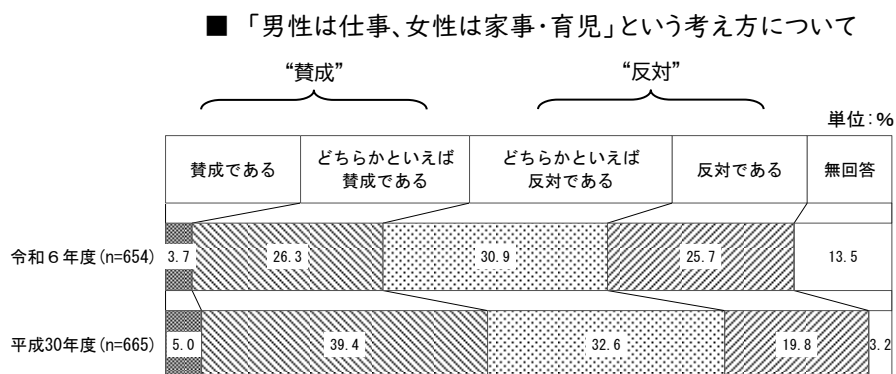 ■ 「男性は仕事、女性は家事・育児」という考え方について
“賛成” “反対”
単位：％
賛成である どちらかといえば賛成である どちらかといえば反対である 反対である 無回答
令和６年度(n=654) 3.7 26.3 30.9 25.7 13.5
平成30年度(n=665) 5.0 39.4 32.6 19.8 3.2